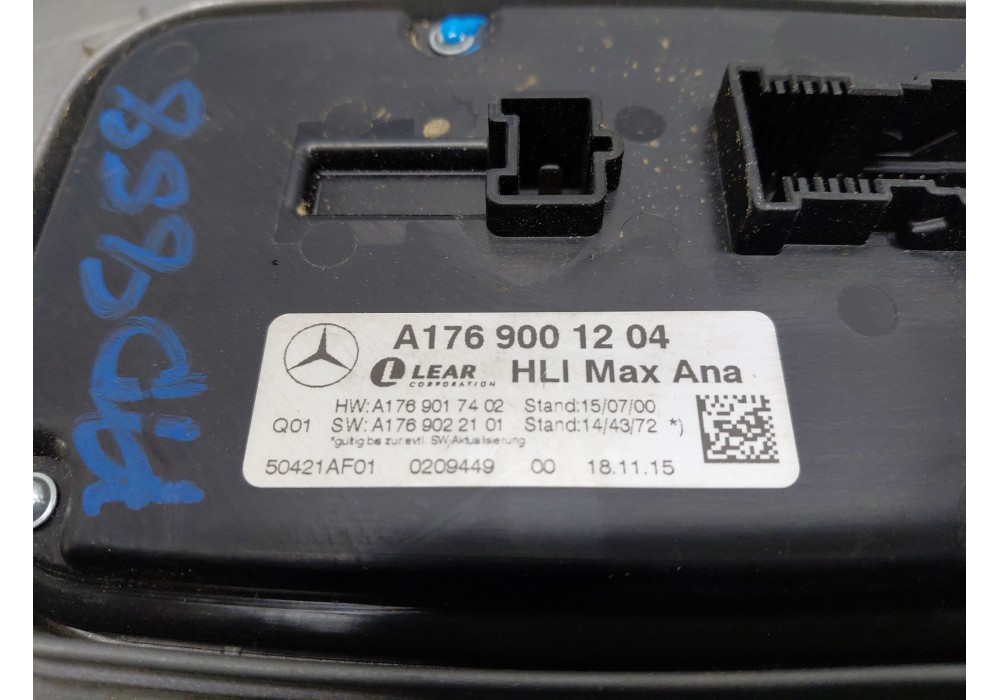 A176 900 12 04
LEAR HLI Max Ana
CORPORATION
HW:A176 901 74 02 Stand:15/07/00
Q01 SW: A176 902 21 01 Stand:14/43/72 *)
*gültig bis zur evtl. SW-Aktualisierung
50421AF01 0209449 00 18.11.15